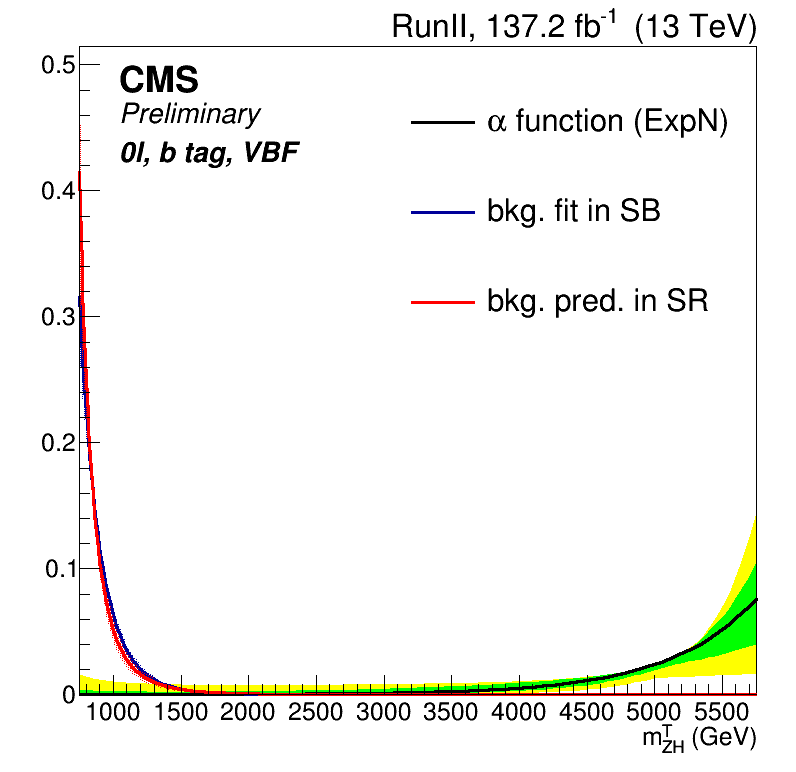 RunII, 137.2 fb-1 (13 TeV)
CMS
Preliminary
0l, b tag, VBF
α function (ExpN)
bkg. fit in SB
bkg. pred. in SR
0.5
0.4
0.3
0.2
0.1
0
1000 1500 2000 2500 3000 3500 4000 4500 5000 5500
m^T_ZH (GeV)